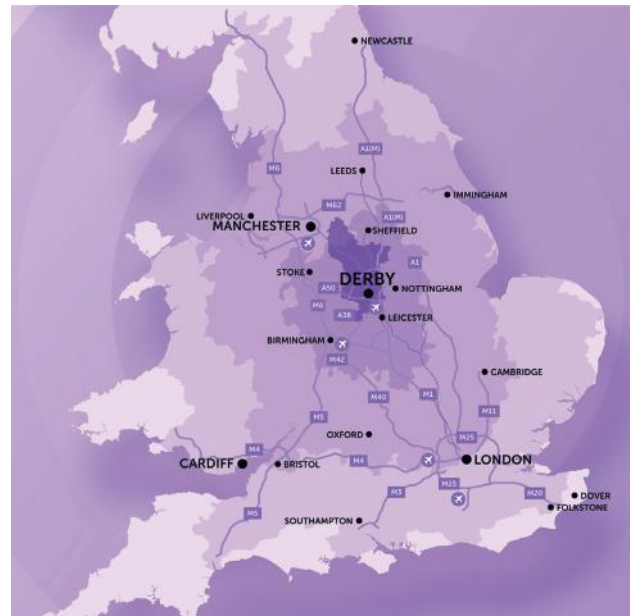 NEWCASTLE
A1(M)
LEEDS
M6
IMMINGHAM
M62
LIVERPOOL
A1(M)
MANCHESTER
SHEFFIELD
A1
STOKE
DERBY
A50
NOTTINGHAM
M6
A38
LEICESTER
BIRMINGHAM
M42
CAMBRIDGE
M40
M1
M11
M5
OXFORD
M25
M4
CARDIFF
BRISTOL
M4
LONDON
M25
M3
M20
DOVER
FOLKSTONE
M5
SOUTHAMPTON